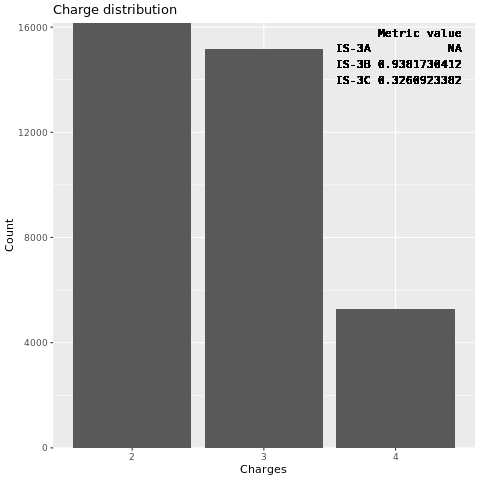 Charge distribution
Metric value
IS-3A NA
IS-3B 0.9381730412
IS-3C 0.3260923382
16000
12000
8000
4000
0
Count
2 3 4
Charges